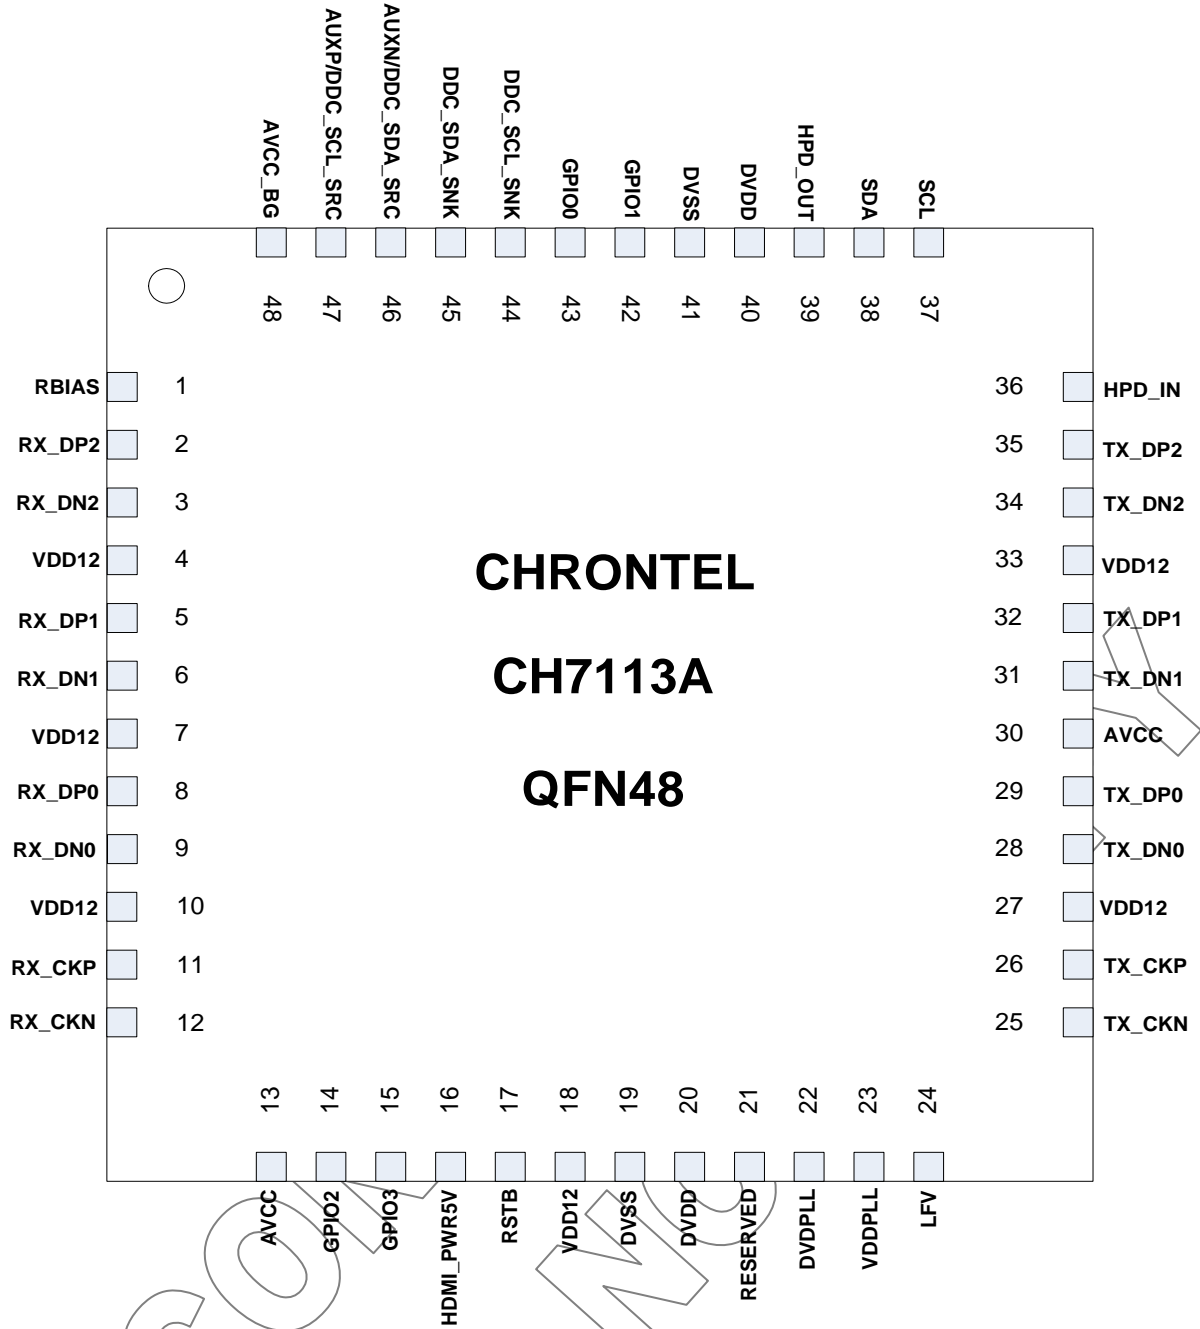 AVCC_BG
AUXP/DDC_SCL_SRC
AUXN/DDC_SDA_SRC
DDC_SDA_SNK
DDC_SCL_SNK
GPIO0
GPIO1
DVSS
DVDD
HPD_OUT
SDA
SCL
48 47 46 45 44 43 42 41 40 39 38 37
RBIAS 1
RX_DP2 2
RX_DN2 3
VDD12 4
RX_DP1 5
RX_DN1 6
VDD12 7
RX_DP0 8
RX_DN0 9
VDD12 10
RX_CKP 11
RX_CKN 12
CHRONTEL
CH7113A
QFN48
36 HPD_IN
35 TX_DP2
34 TX_DN2
33 VDD12
32 TX_DP1
31 TX_DN1
30 AVCC
29 TX_DP0
28 TX_DN0
27 VDD12
26 TX_CKP
25 TX_CKN
13 14 15 16 17 18 19 20 21 22 23 24
AVCC
GPIO2
GPIO3
HDMI_PWR5V
RSTB
VDD12
DVSS
DVDD
RESERVED
DVDPLL
VDDPLL
LFV